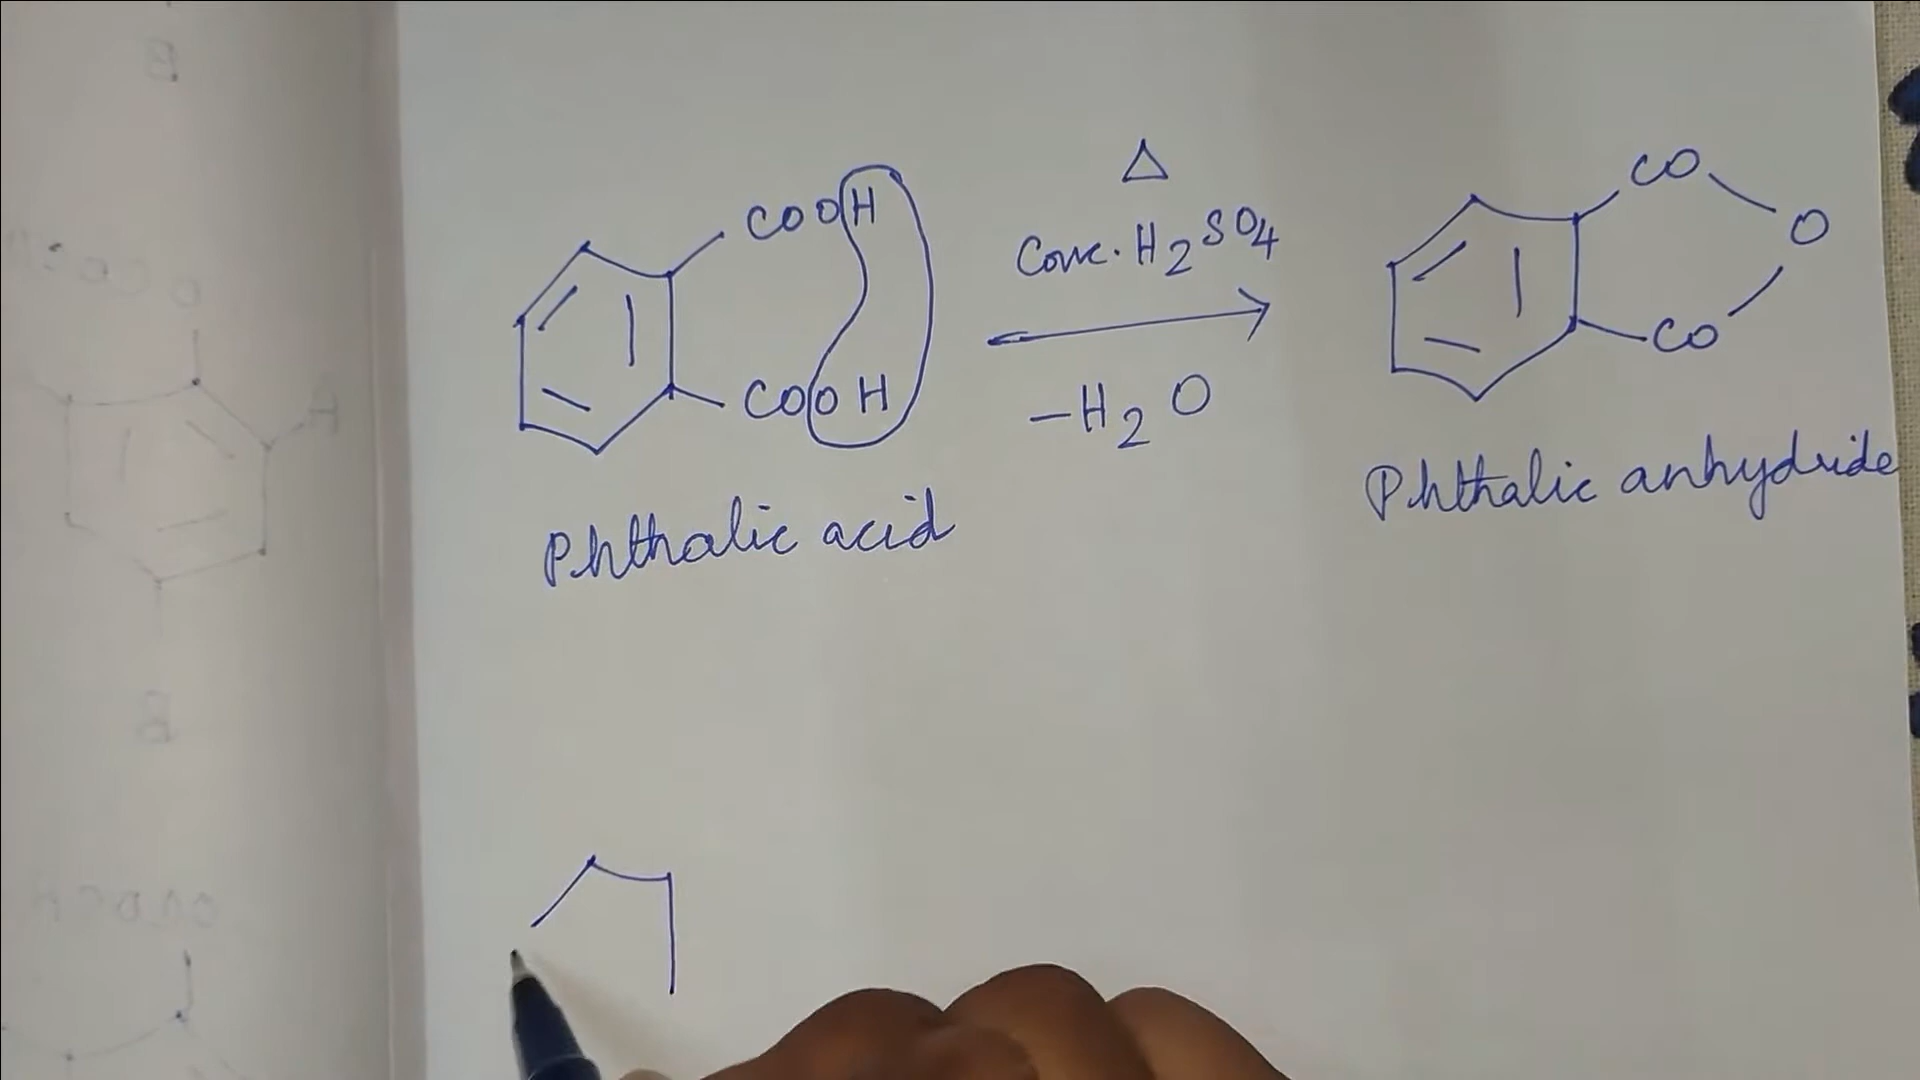 COOH
COOH
Phthalic acid
△
Conc. H2SO4
-H2O
CO
O
CO
Phthalic anhydride